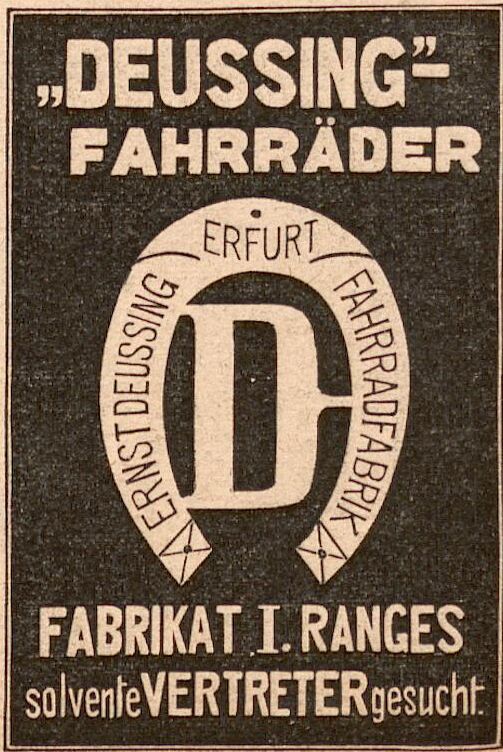 „DEUSSING”-
FAHRRÄDER
ERNST DEUSSING
ERFURT
FAHRRADFABRIK
D
FABRIKAT I. RANGES
solvente VERTRETER gesucht.